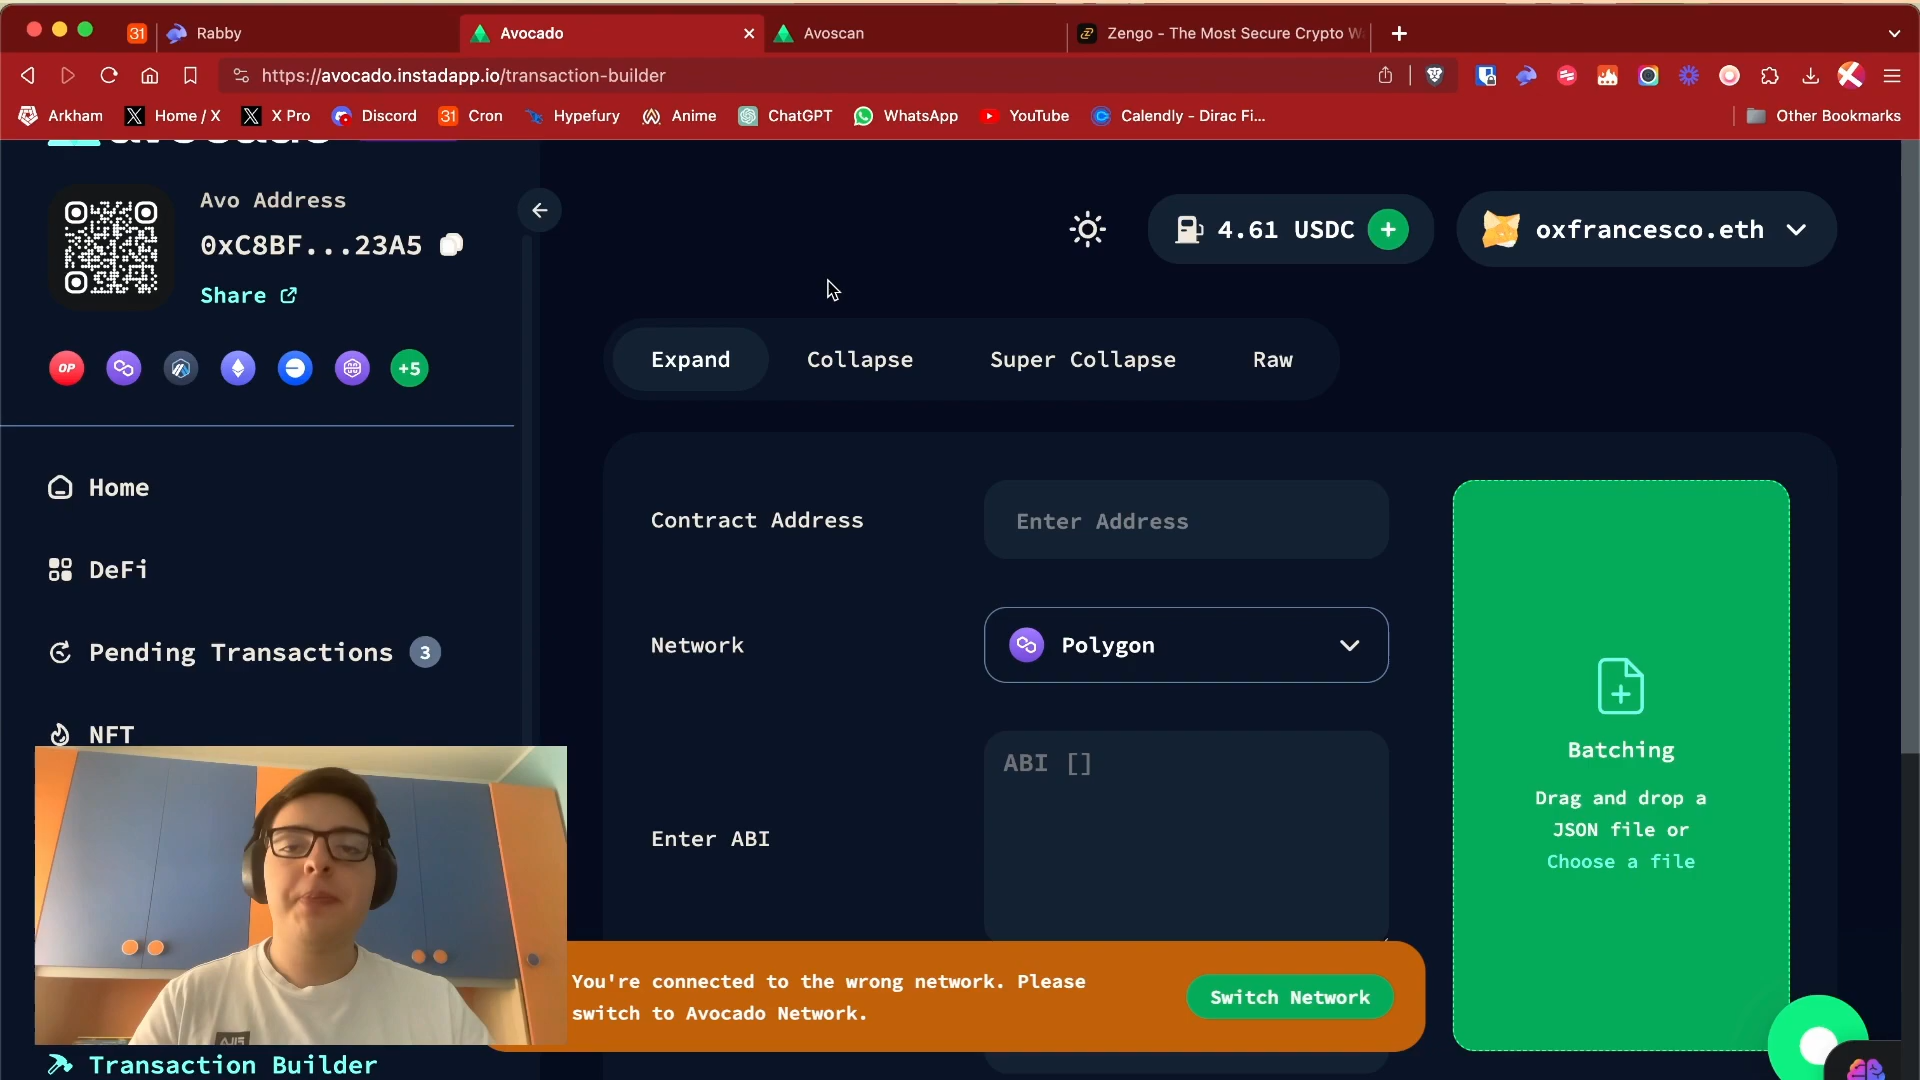 31
Rabby
Avocado
Avoscan
Zengo - The Most Secure Crypto W
https://avocado.instadapp.io/transaction-builder
Arkham
Home / X
X Pro
Discord
31
Cron
Hypefury
Anime
ChatGPT
WhatsApp
YouTube
Calendly - Dirac Fi...
Other Bookmarks
Avo Address
0xC8BF...23A5
Share
4.61 USDC
oxfrancesco.eth
OP
+5
Expand
Collapse
Super Collapse
Raw
Home
DeFi
Pending Transactions 3
NFT
Transaction Builder
Contract Address
Enter Address
Network
Polygon
Enter ABI
ABI []
Batching
Drag and drop a
JSON file or
Choose a file
You're connected to the wrong network. Please
switch to Avocado Network.
Switch Network